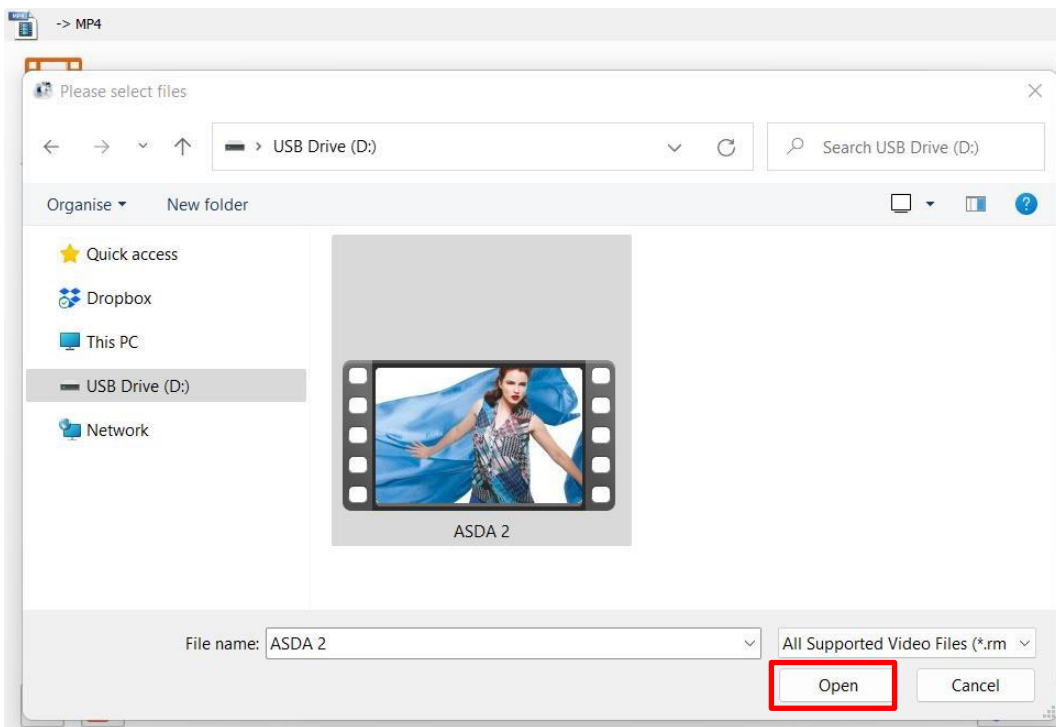 -> MP4
Please select files
USB Drive (D:)
Search USB Drive (D:)
Organise
New folder
Quick access
Dropbox
This PC
USB Drive (D:)
Network
ASDA 2
File name: ASDA 2
All Supported Video Files (*.rm
Open
Cancel